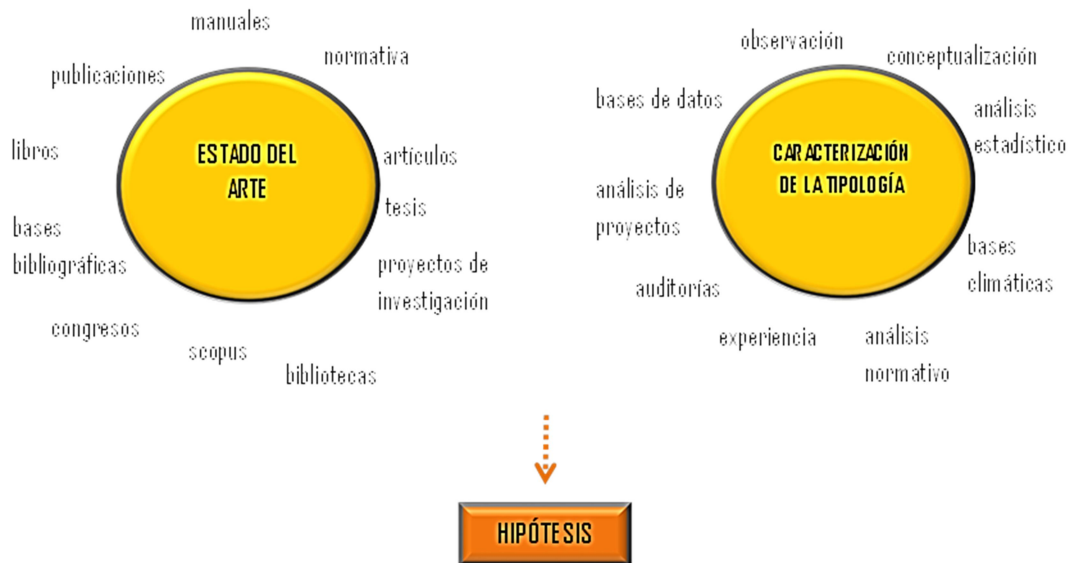 manuales
normativa
publicaciones
libros
ESTADO DEL
ARTE
artículos
tesis
bases
bibliográficas
proyectos de
investigación
congresos
scopus
bibliotecas
observación
conceptualización
bases de datos
análisis
estadístico
CARACTERIZACIÓN
DE LA TIPOLOGÍA
análisis de
proyectos
bases
climáticas
auditorías
experiencia
análisis
normativo
HIPÓTESIS